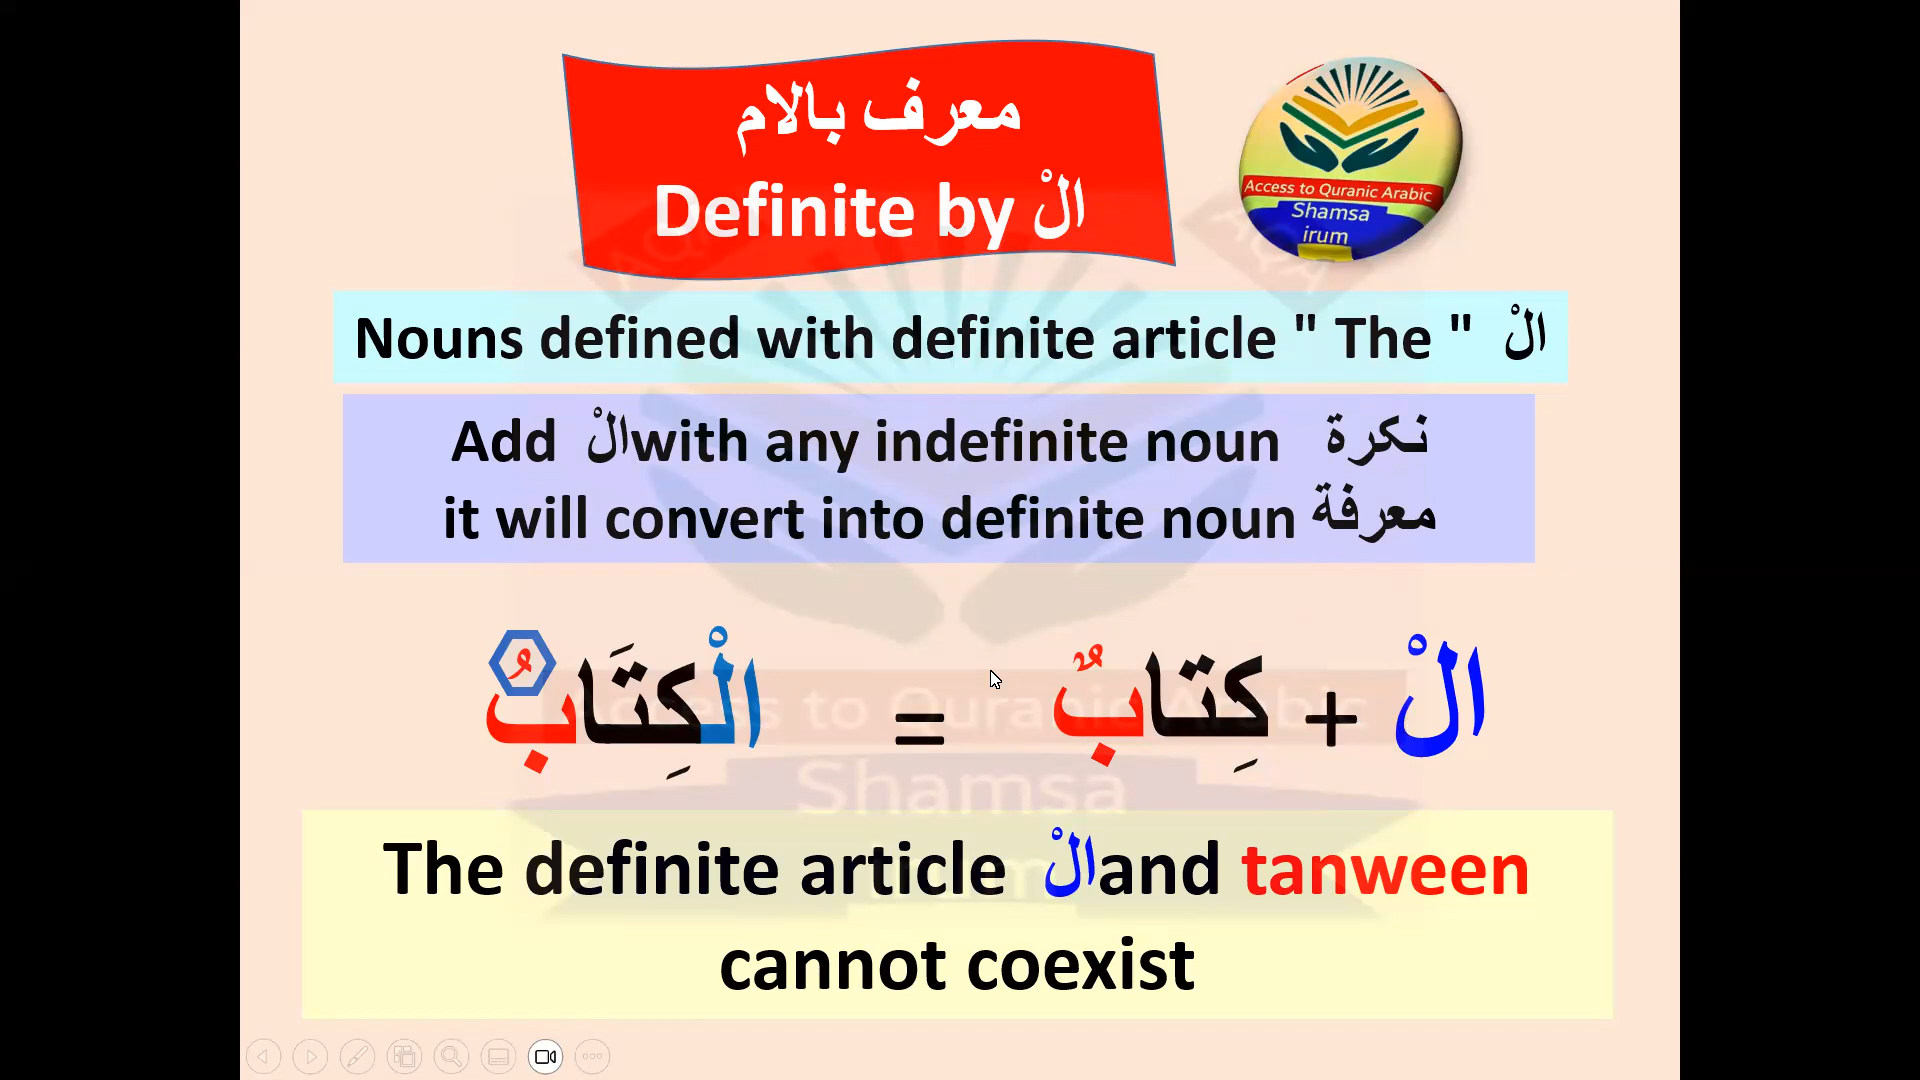 معرف بالام
Definite by الْ
Access to Quranic Arabic
Shamsa
irum
Nouns defined with definite article " The " الْ
Add الْwith any indefinite noun نكرة
it will convert into definite noun معرفة
الْ + كِتابٌ = الْكِتَابُ
The definite article الْand tanween
cannot coexist